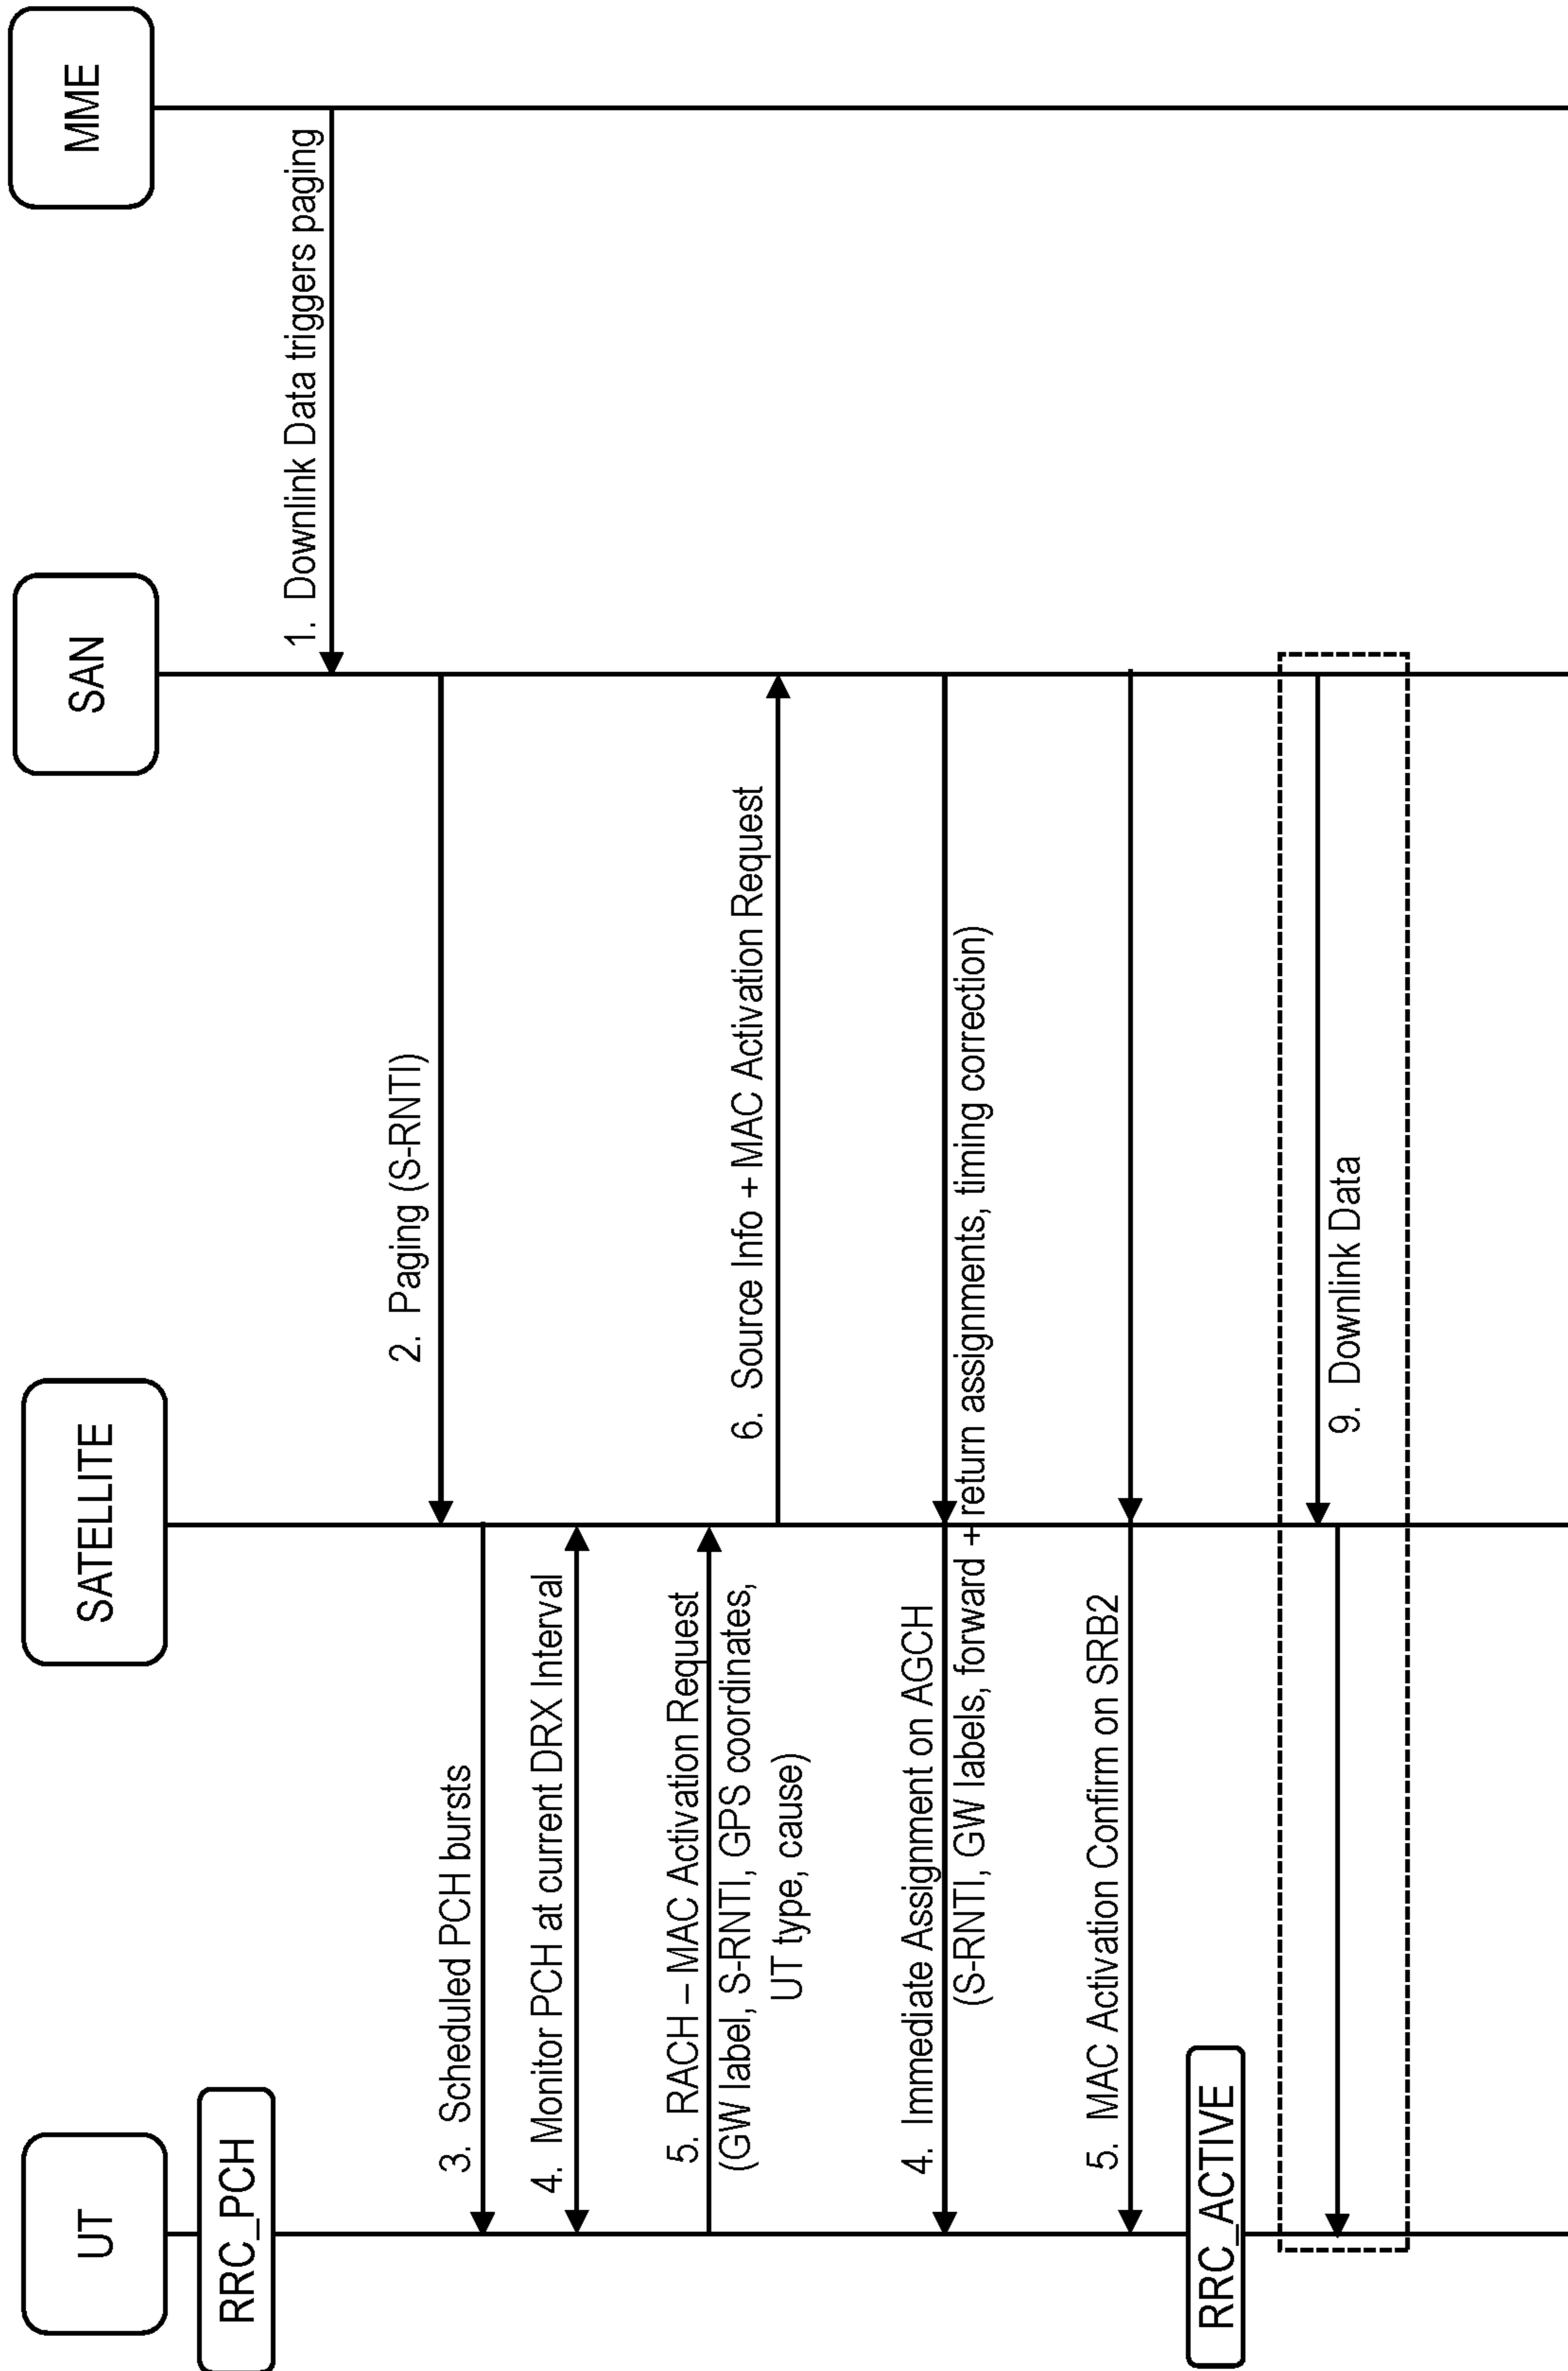 UT
SATELLITE
SAN
MME
RRC_PCH
1. Downlink Data triggers paging
2. Paging (S-RNTI)
3. Scheduled PCH bursts
4. Monitor PCH at current DRX Interval
5. RACH – MAC Activation Request
(GW label, S-RNTI, GPS coordinates,
UT type, cause)
6. Source Info + MAC Activation Request
4. Immediate Assignment on AGCH
(S-RNTI, GW labels, forward + return assignments, timing correction)
5. MAC Activation Confirm on SRB2
RRC_ACTIVE
9. Downlink Data